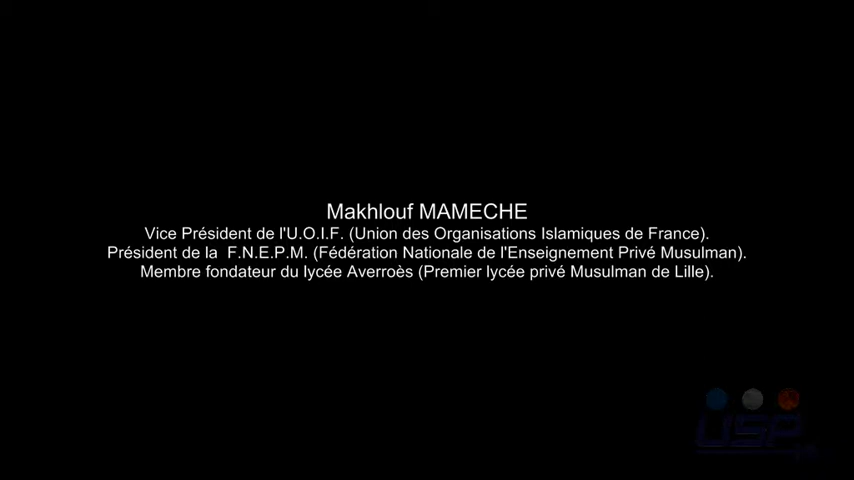 Makhlouf MAMECHE
Vice Président de l'U.O.I.F. (Union des Organisations Islamiques de France).
Président de la  F.N.E.P.M. (Fédération Nationale de l'Enseignement Privé Musulman).
Membre fondateur du lycée Averroès (Premier lycée privé Musulman de Lille).
USP